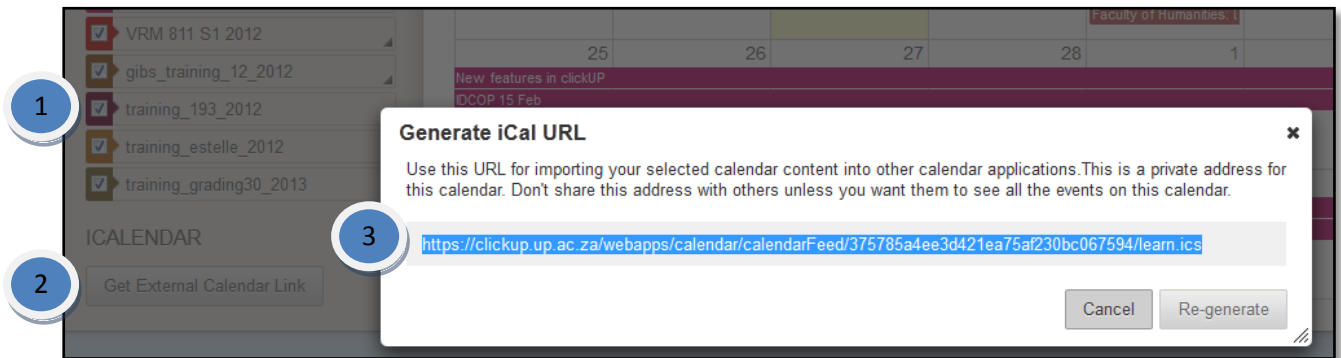 Faculty of Humanities: L
VRM 811 S1 2012
25 26 27 28 1
gibs_training_12_2012
New features in clickUP
1
training_193_2012
IDCOP 15 Feb
training_estelle_2012
training_grading30_2013
Generate iCal URL
Use this URL for importing your selected calendar content into other calendar applications.This is a private address for
this calendar. Don't share this address with others unless you want them to see all the events on this calendar.
ICALENDAR
3
https://clickup.up.ac.za/webapps/calendar/calendarFeed/375785a4ee3d421ea75af230bc067594/learn.ics
2
Get External Calendar Link
Cancel Re-generate